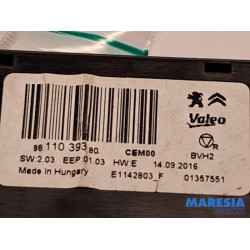 Valeo
98 110 393 80.
CEM00
BVH2
SW:2.03 EEP:01.03 HW:E 14.09.2016
Made in Hungary E1142803_F 01357551
MARESIA